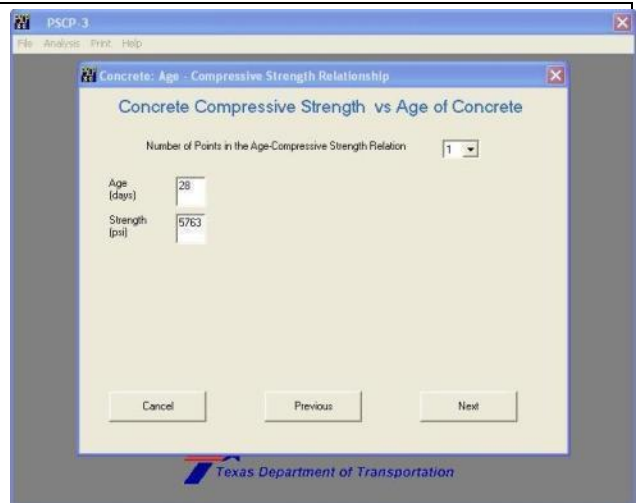 PSCP-3
File Analysis Print Help
Concrete: Age - Compressive Strength Relationship
Concrete Compressive Strength vs Age of Concrete
Number of Points in the Age-Compressive Strength Relation 1
Age
(days) 28
Strength
(psi) 5763
Cancel Previous Next
Texas Department of Transportation